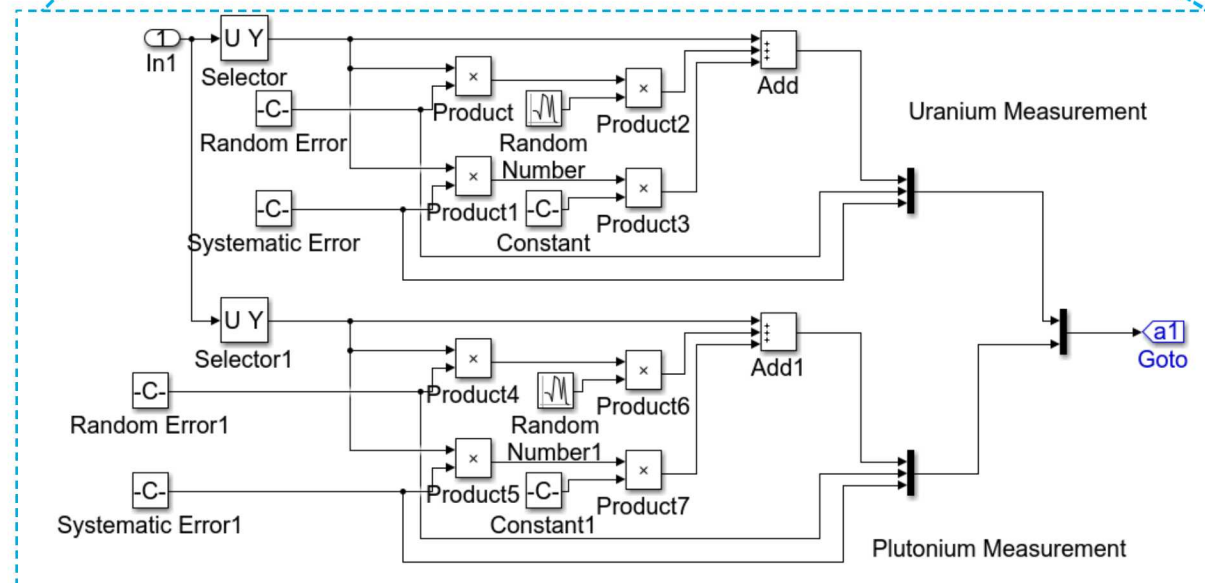 1
In1
U Y
Selector
-C-
Random Error
×
Product
Random
Number
×
Product2
Add
Uranium Measurement
-C-
Systematic Error
×
Product1
-C-
Constant
×
Product3
U Y
Selector1
-C-
Random Error1
×
Product4
Random
Number1
×
Product6
Add1
a1
Goto
-C-
Systematic Error1
×
Product5
-C-
Constant1
×
Product7
Plutonium Measurement